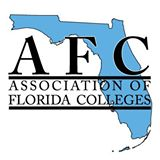 AFC
ASSOCIATION OF
FLORIDA COLLEGES